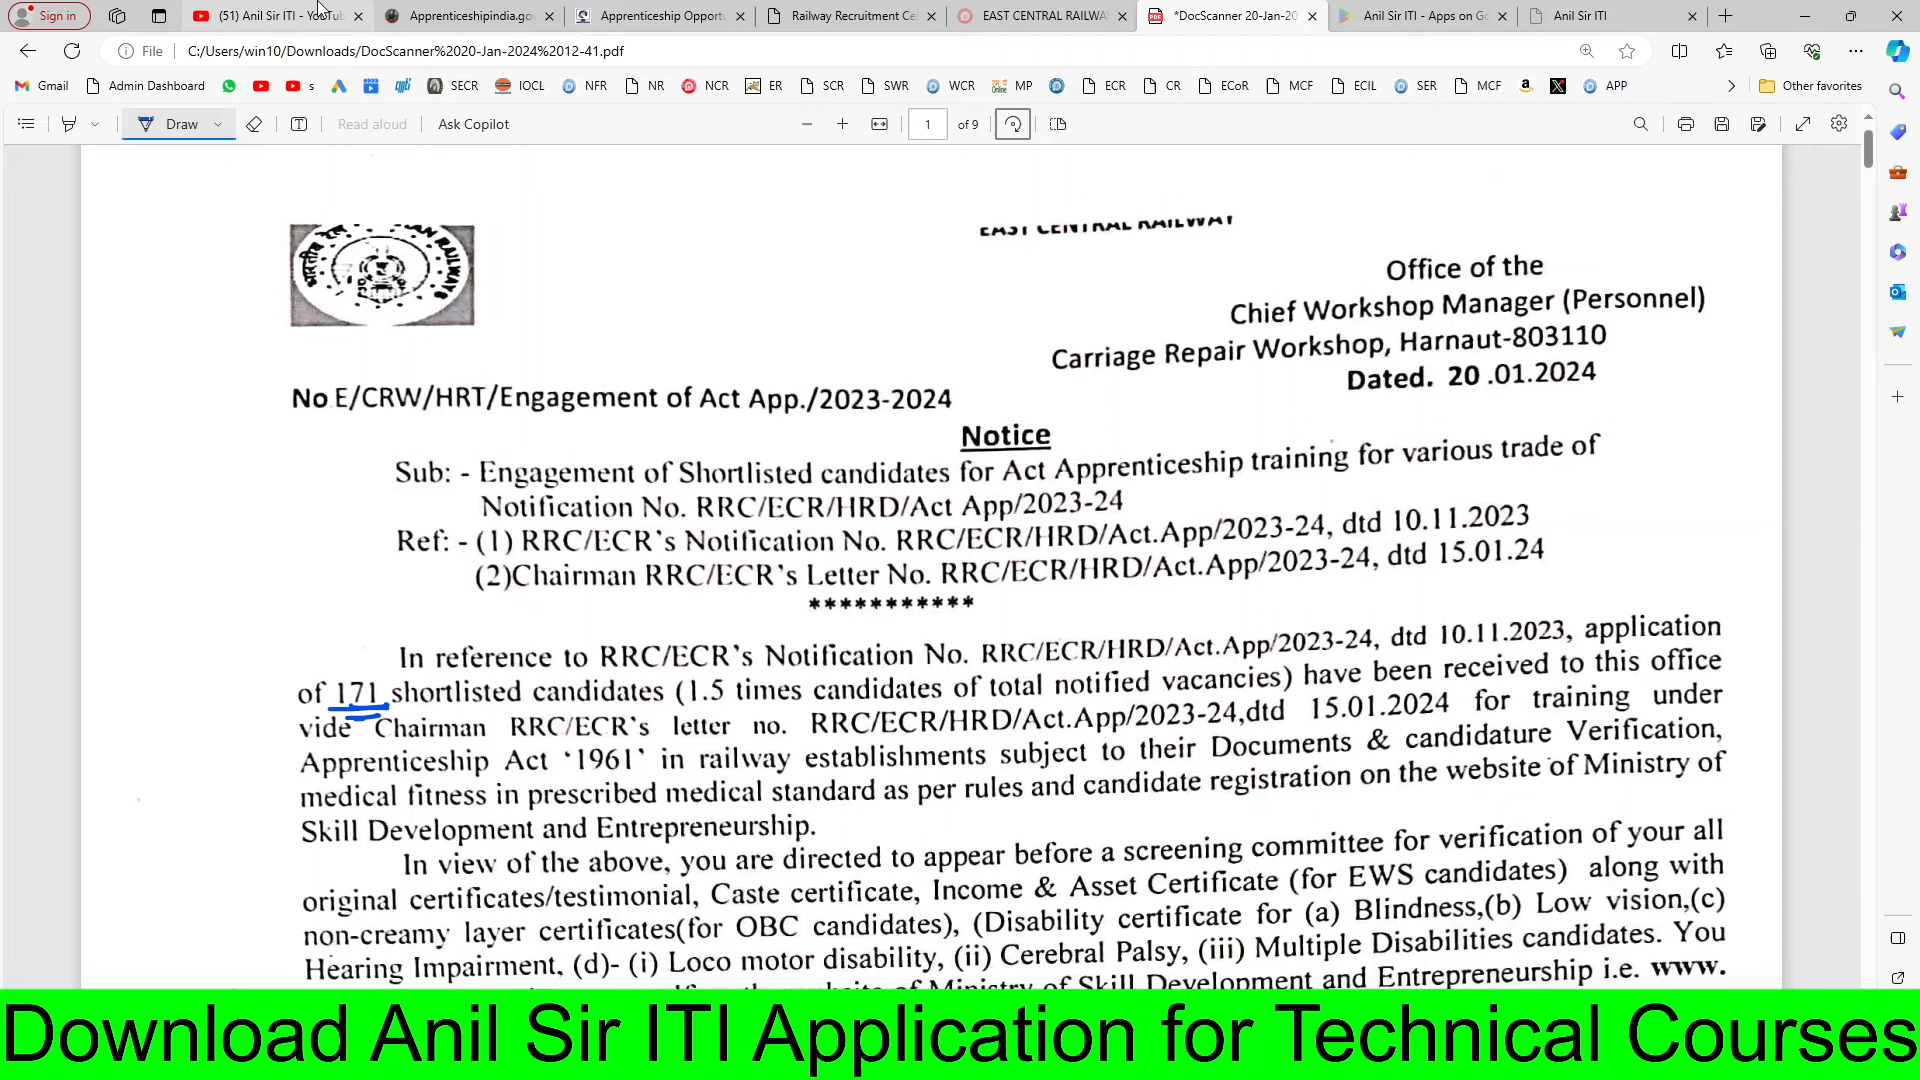 Sign in
(51) Anil Sir ITI - YouTub
Apprenticeshipindia.gov
Apprenticeship Opportu
Railway Recruitment Ce
EAST CENTRAL RAILWA
*DocScanner 20-Jan-20
Anil Sir ITI - Apps on Go
Anil Sir ITI
File
C:/Users/win10/Downloads/DocScanner%2020-Jan-2024%2012-41.pdf
Gmail
Admin Dashboard
s
SECR
IOCL
NFR
NR
NCR
ER
SCR
SWR
WCR
MP
ECR
CR
ECoR
MCF
ECIL
SER
MCF
APP
Other favorites
Draw
Read aloud
Ask Copilot
1
of 9
EAST CENTRAL RAILWAY
Office of the
Chief Workshop Manager (Personnel)
Carriage Repair Workshop, Harnaut-803110
Dated. 20 .01.2024
No E/CRW/HRT/Engagement of Act App./2023-2024
Notice
Sub: - Engagement of Shortlisted candidates for Act Apprenticeship training for various trade of
Notification No. RRC/ECR/HRD/Act App/2023-24
Ref: - (1) RRC/ECR's Notification No. RRC/ECR/HRD/Act.App/2023-24, dtd 10.11.2023
(2)Chairman RRC/ECR's Letter No. RRC/ECR/HRD/Act.App/2023-24, dtd 15.01.24
***********
In reference to RRC/ECR's Notification No. RRC/ECR/HRD/Act.App/2023-24, dtd 10.11.2023, application
of 171 shortlisted candidates (1.5 times candidates of total notified vacancies) have been received to this office
vide Chairman RRC/ECR's letter no. RRC/ECR/HRD/Act.App/2023-24,dtd 15.01.2024 for training under
Apprenticeship Act '1961' in railway establishments subject to their Documents & candidature Verification,
medical fitness in prescribed medical standard as per rules and candidate registration on the website of Ministry of
Skill Development and Entrepreneurship.
In view of the above, you are directed to appear before a screening committee for verification of your all
original certificates/testimonial, Caste certificate, Income & Asset Certificate (for EWS candidates) along with
non-creamy layer certificates(for OBC candidates), (Disability certificate for (a) Blindness,(b) Low vision,(c)
Hearing Impairment, (d)- (i) Loco motor disability, (ii) Cerebral Palsy, (iii) Multiple Disabilities candidates. You
website of Ministry of Skill Development and Entrepreneurship i.e. www.
Download Anil Sir ITI Application for Technical Courses